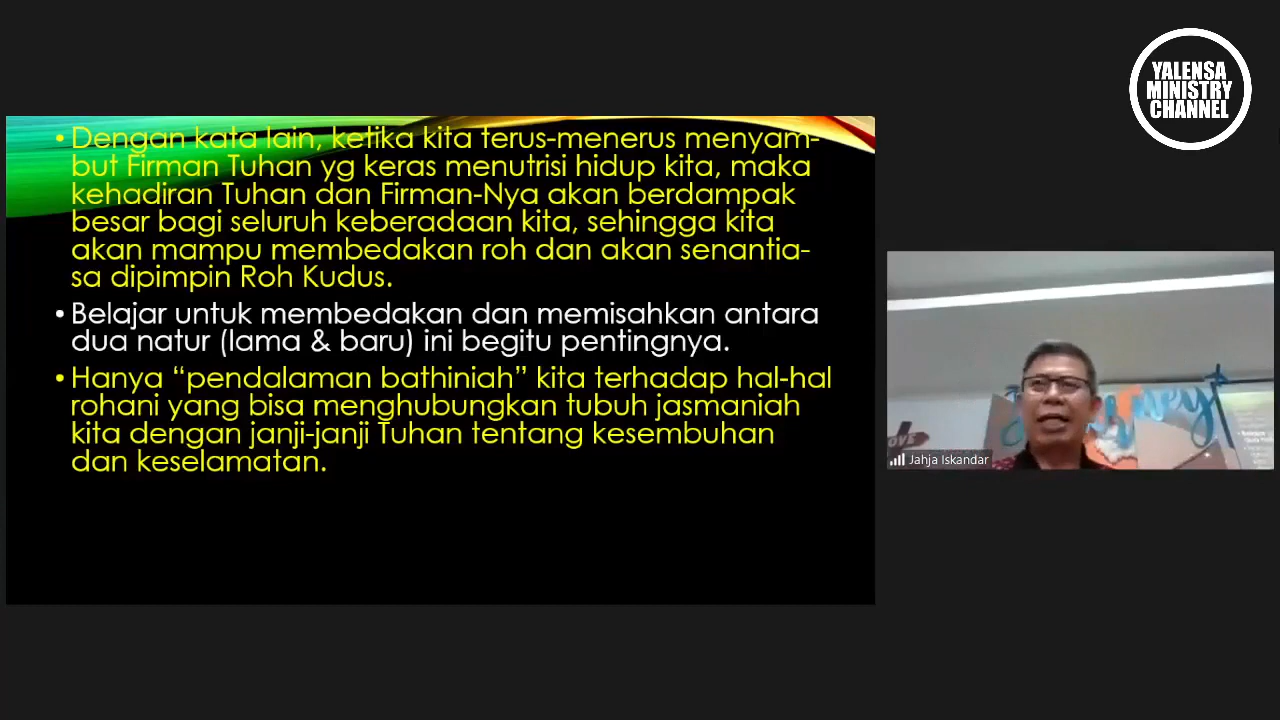 YALENSA
MINISTRY
CHANNEL
• Dengan kata lain, ketika kita terus-menerus menyam-
but Firman Tuhan yg keras menutrisi hidup kita, maka
kehadiran Tuhan dan Firman-Nya akan berdampak
besar bagi seluruh keberadaan kita, sehingga kita
akan mampu membedakan roh dan akan senantia-
sa dipimpin Roh Kudus.
• Belajar untuk membedakan dan memisahkan antara
dua natur (lama & baru) ini begitu pentingnya.
• Hanya “pendalaman bathiniah” kita terhadap hal-hal
rohani yang bisa menghubungkan tubuh jasmaniah
kita dengan janji-janji Tuhan tentang kesembuhan
dan keselamatan.
Jahja Iskandar